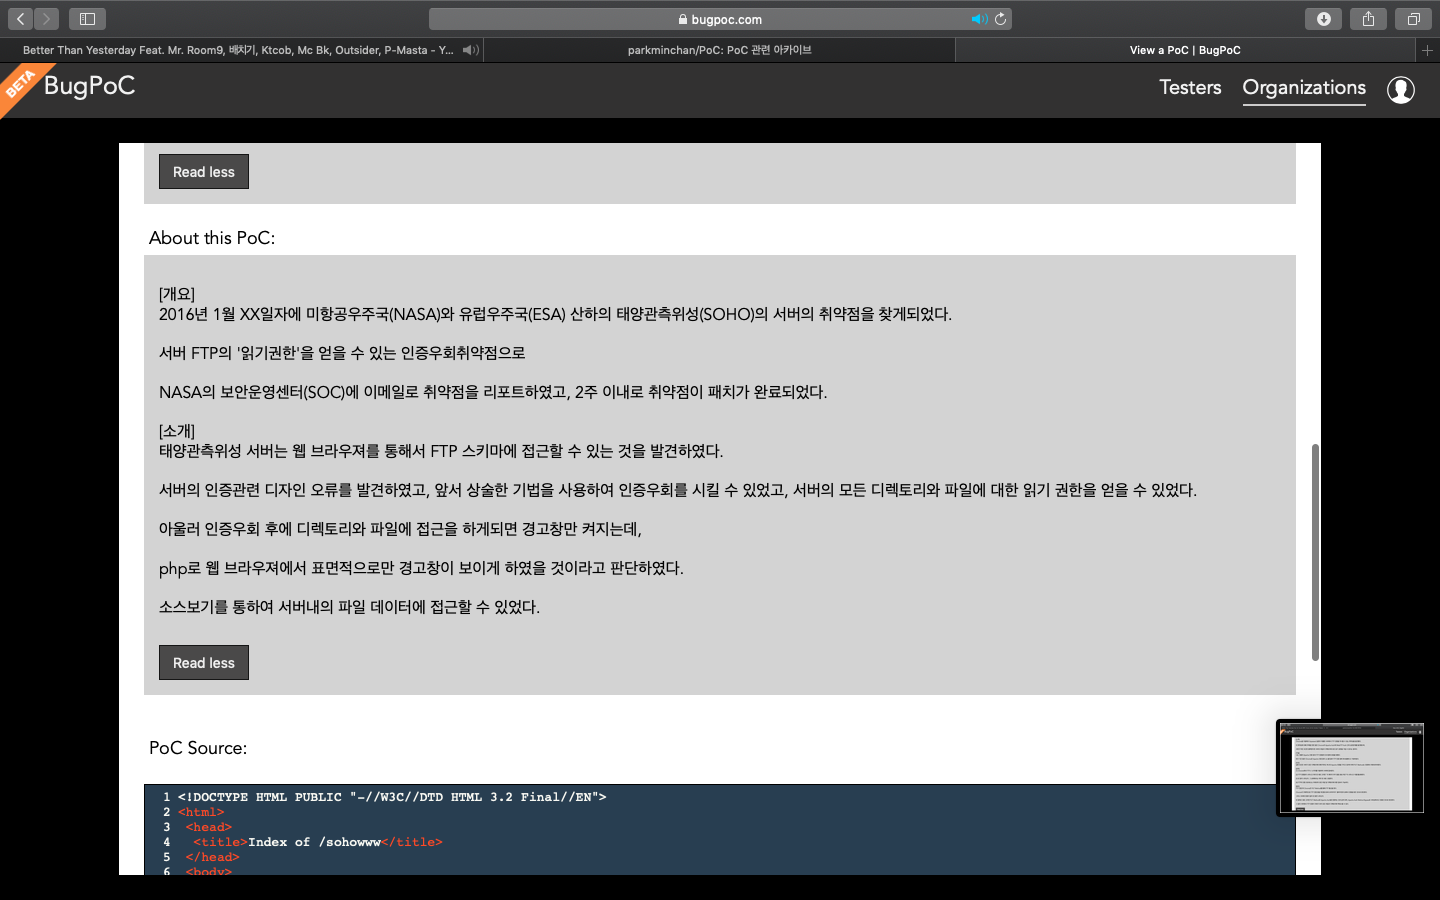 bugpoc.com
Better Than Yesterday Feat. Mr. Room9, 배치기, Ktcob, Mc Bk, Outsider, P-Masta - Y...
parkminchan/PoC: PoC 관련 아카이브
View a PoC | BugPoC
BETA
BugPoC
Testers
Organizations
Read less
About this PoC:
[개요]
2016년 1월 XX일자에 미항공우주국(NASA)와 유럽우주국(ESA) 산하의 태양관측위성(SOHO)의 서버의 취약점을 찾게되었다.
서버 FTP의 '읽기권한'을 얻을 수 있는 인증우회취약점으로
NASA의 보안운영센터(SOC)에 이메일로 취약점을 리포트하였고, 2주 이내로 취약점이 패치가 완료되었다.
[소개]
태양관측위성 서버는 웹 브라우져를 통해서 FTP 스키마에 접근할 수 있는 것을 발견하였다.
서버의 인증관련 디자인 오류를 발견하였고, 앞서 상술한 기법을 사용하여 인증우회를 시킬 수 있었고, 서버의 모든 디렉토리와 파일에 대한 읽기 권한을 얻을 수 있었다.
아울러 인증우회 후에 디렉토리와 파일에 접근을 하게되면 경고창만 켜지는데,
php로 웹 브라우져에서 표면적으로만 경고창이 보이게 하였을 것이라고 판단하였다.
소스보기를 통하여 서버내의 파일 데이터에 접근할 수 있었다.
Read less
PoC Source:
1 <!DOCTYPE HTML PUBLIC "-//W3C//DTD HTML 3.2 Final//EN">
2 <html>
3 <head>
4 <title>Index of /sohowww</title>
5 </head>
6 <body>